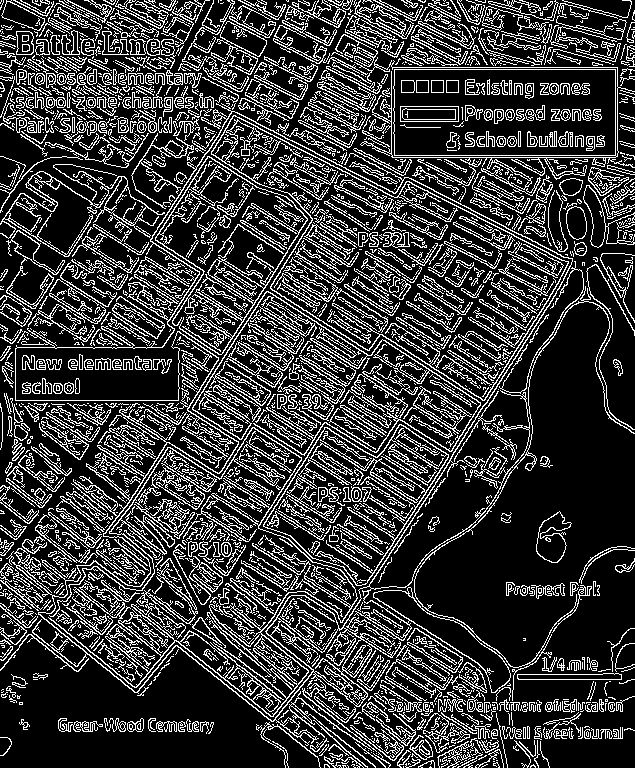 Battle Lines
Proposed elementary
school zone changes in
Park Slope, Brooklyn
Existing zones
Proposed zones
School buildings
PS 321
New elementary
school
PS 39
PS 107
PS 10
Prospect Park
1/4 mile
Source: NYC Department of Education
Green-Wood Cemetery
The Wall Street Journal